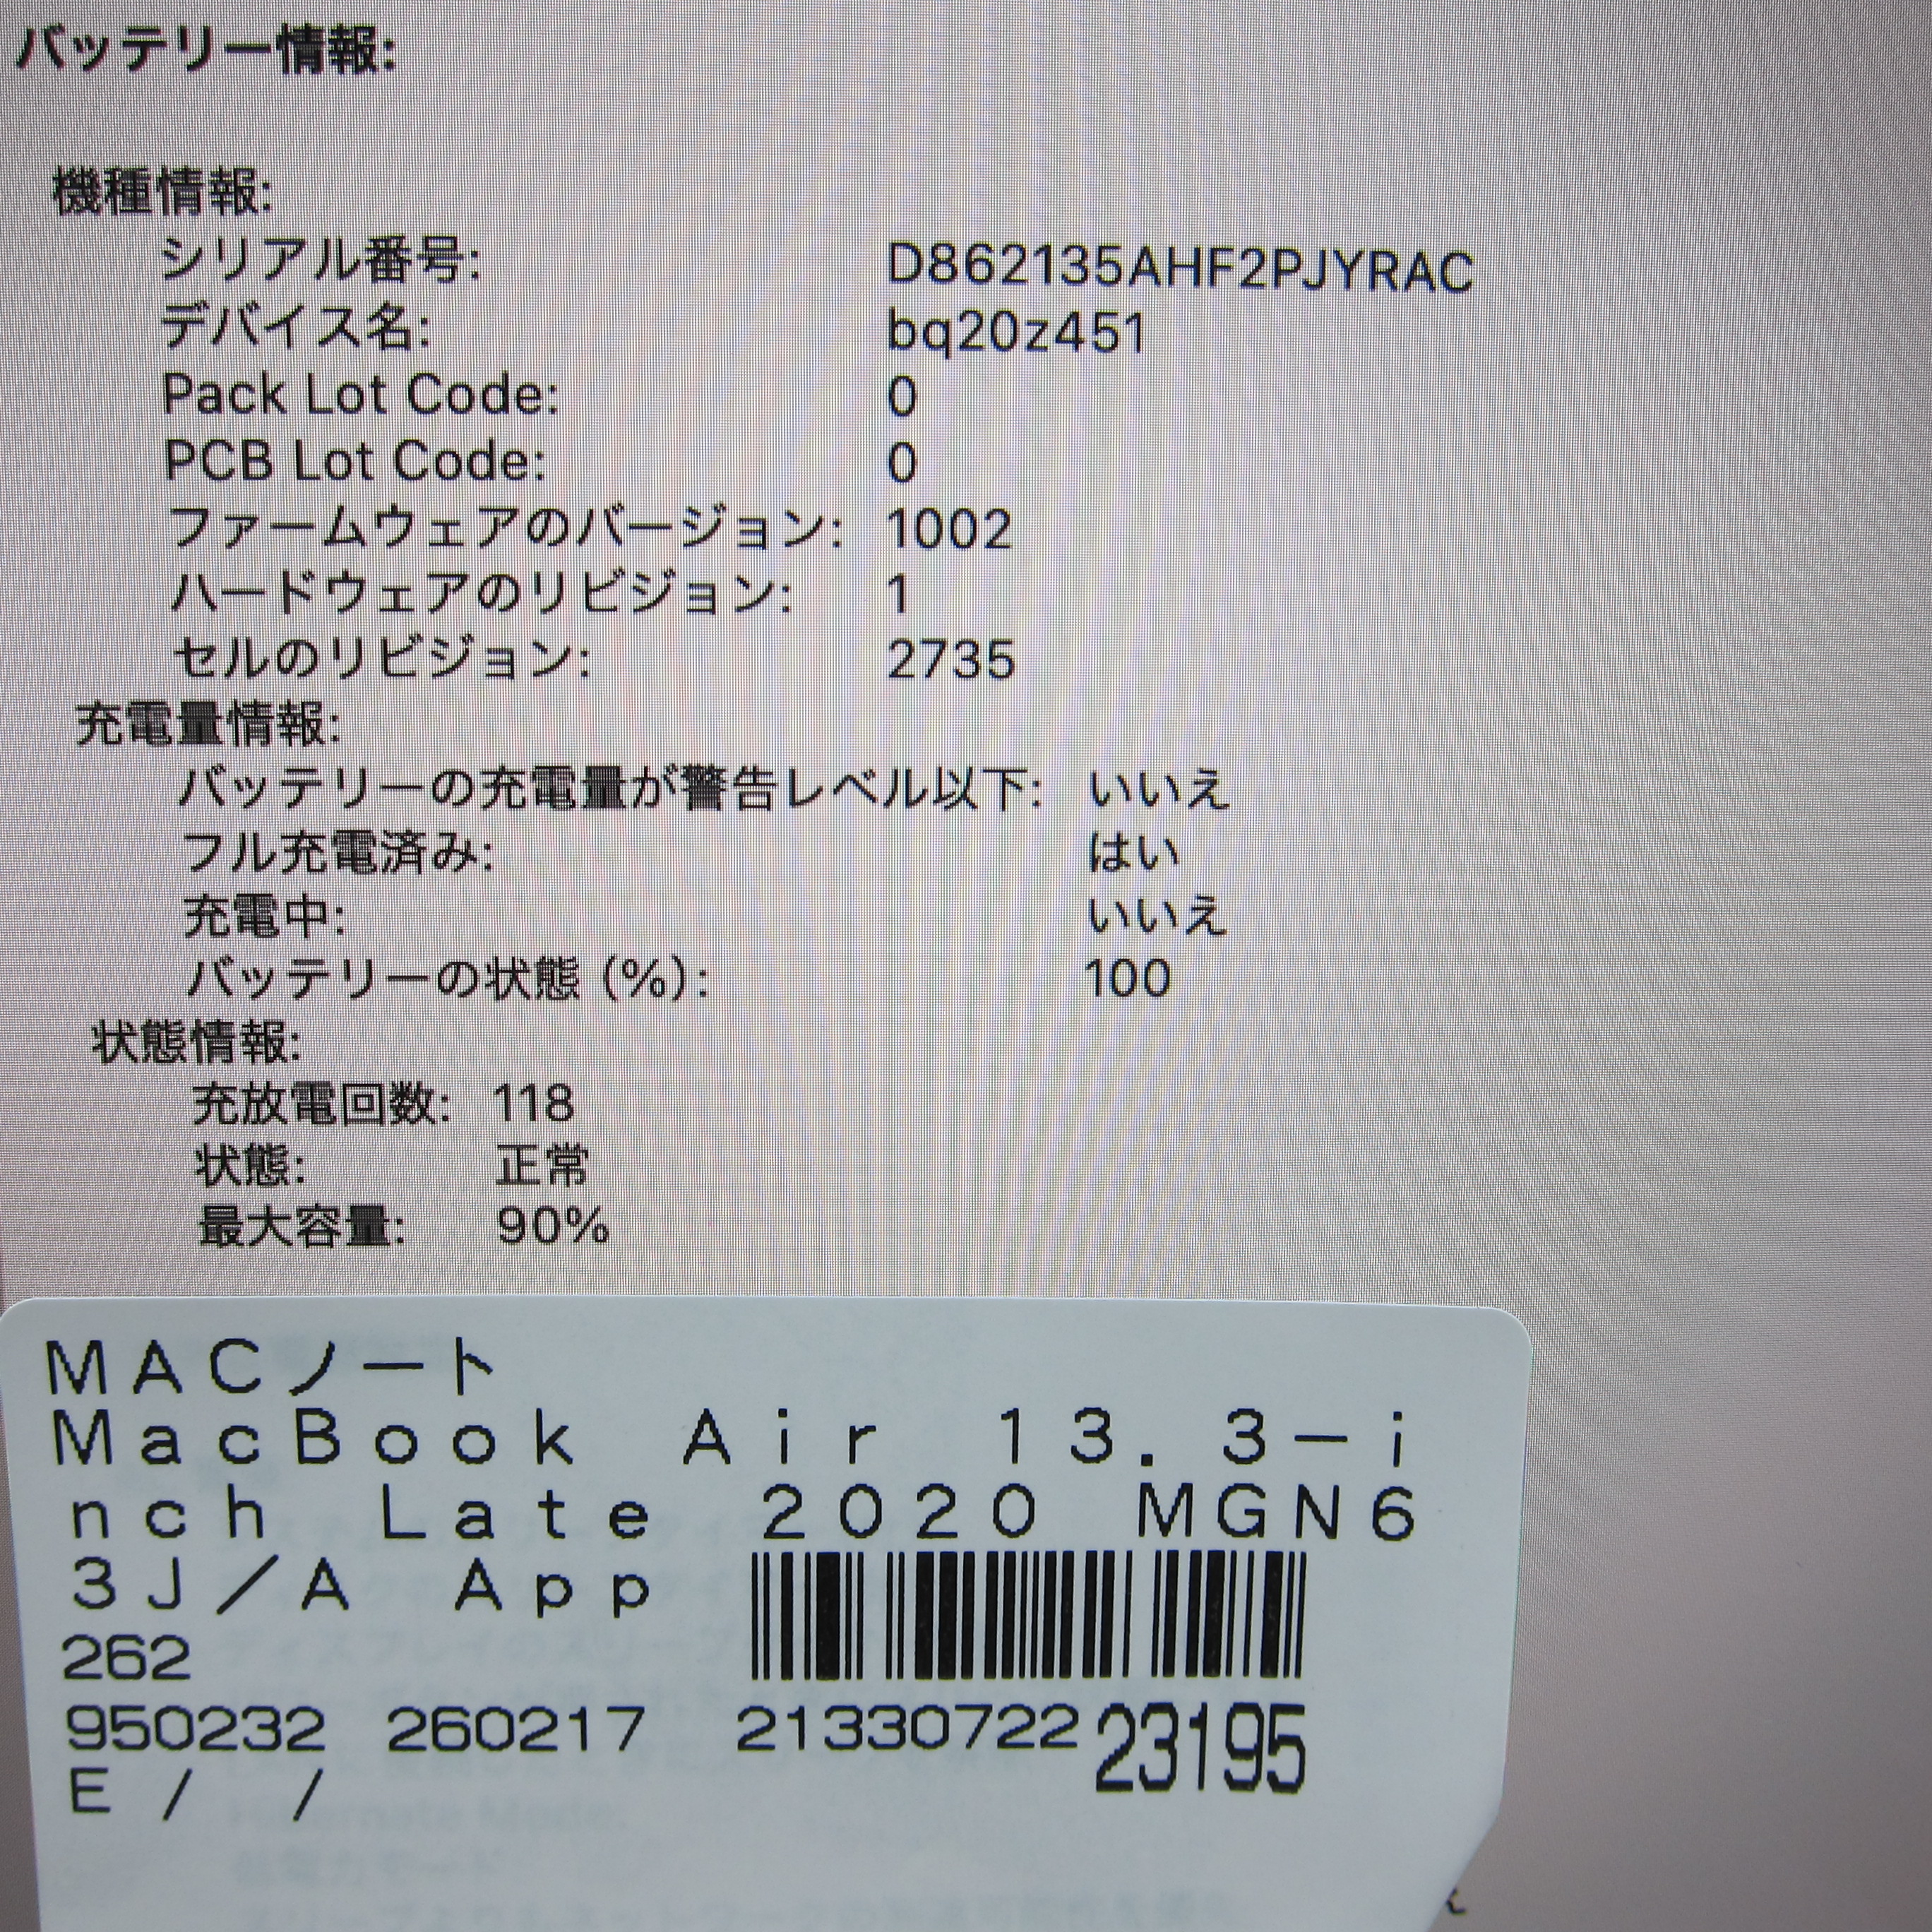 バッテリー情報:
機種情報:
シリアル番号: D862135AHF2PJYRAC
デバイス名: bq20z451
Pack Lot Code: 0
PCB Lot Code: 0
ファームウェアのバージョン: 1002
ハードウェアのリビジョン: 1
セルのリビジョン: 2735
充電量情報:
バッテリーの充電量が警告レベル以下: いいえ
フル充電済み: はい
充電中: いいえ
バッテリーの状態 (%): 100
状態情報:
充放電回数: 118
状態: 正常
最大容量: 90%
MACノート
MacBook Air 13.3-i
nch Late 2020 MGN6
3J/A App
262
950232 260217 21330722 23195
E / /